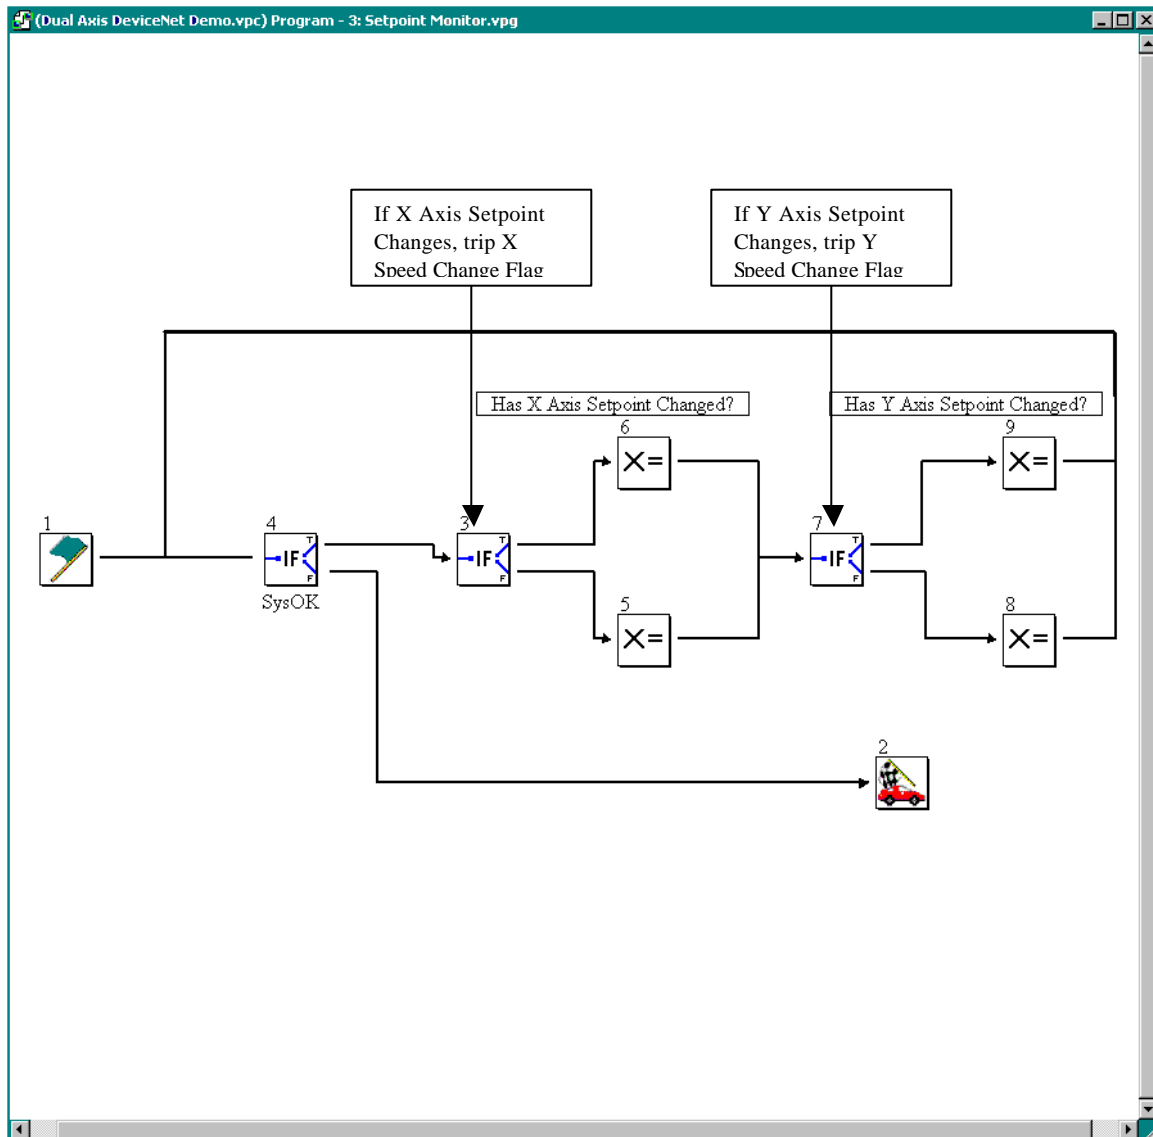 (Dual Axis DeviceNet Demo.vpc) Program - 3: Setpoint Monitor.vpg
If X Axis Setpoint
Changes, trip X
Speed Change Flag
If Y Axis Setpoint
Changes, trip Y
Speed Change Flag
Has X Axis Setpoint Changed?
Has Y Axis Setpoint Changed?
6
X=
9
X=
1
4
IF
T
F
SysOK
3
IF
T
F
7
IF
T
F
5
X=
8
X=
2